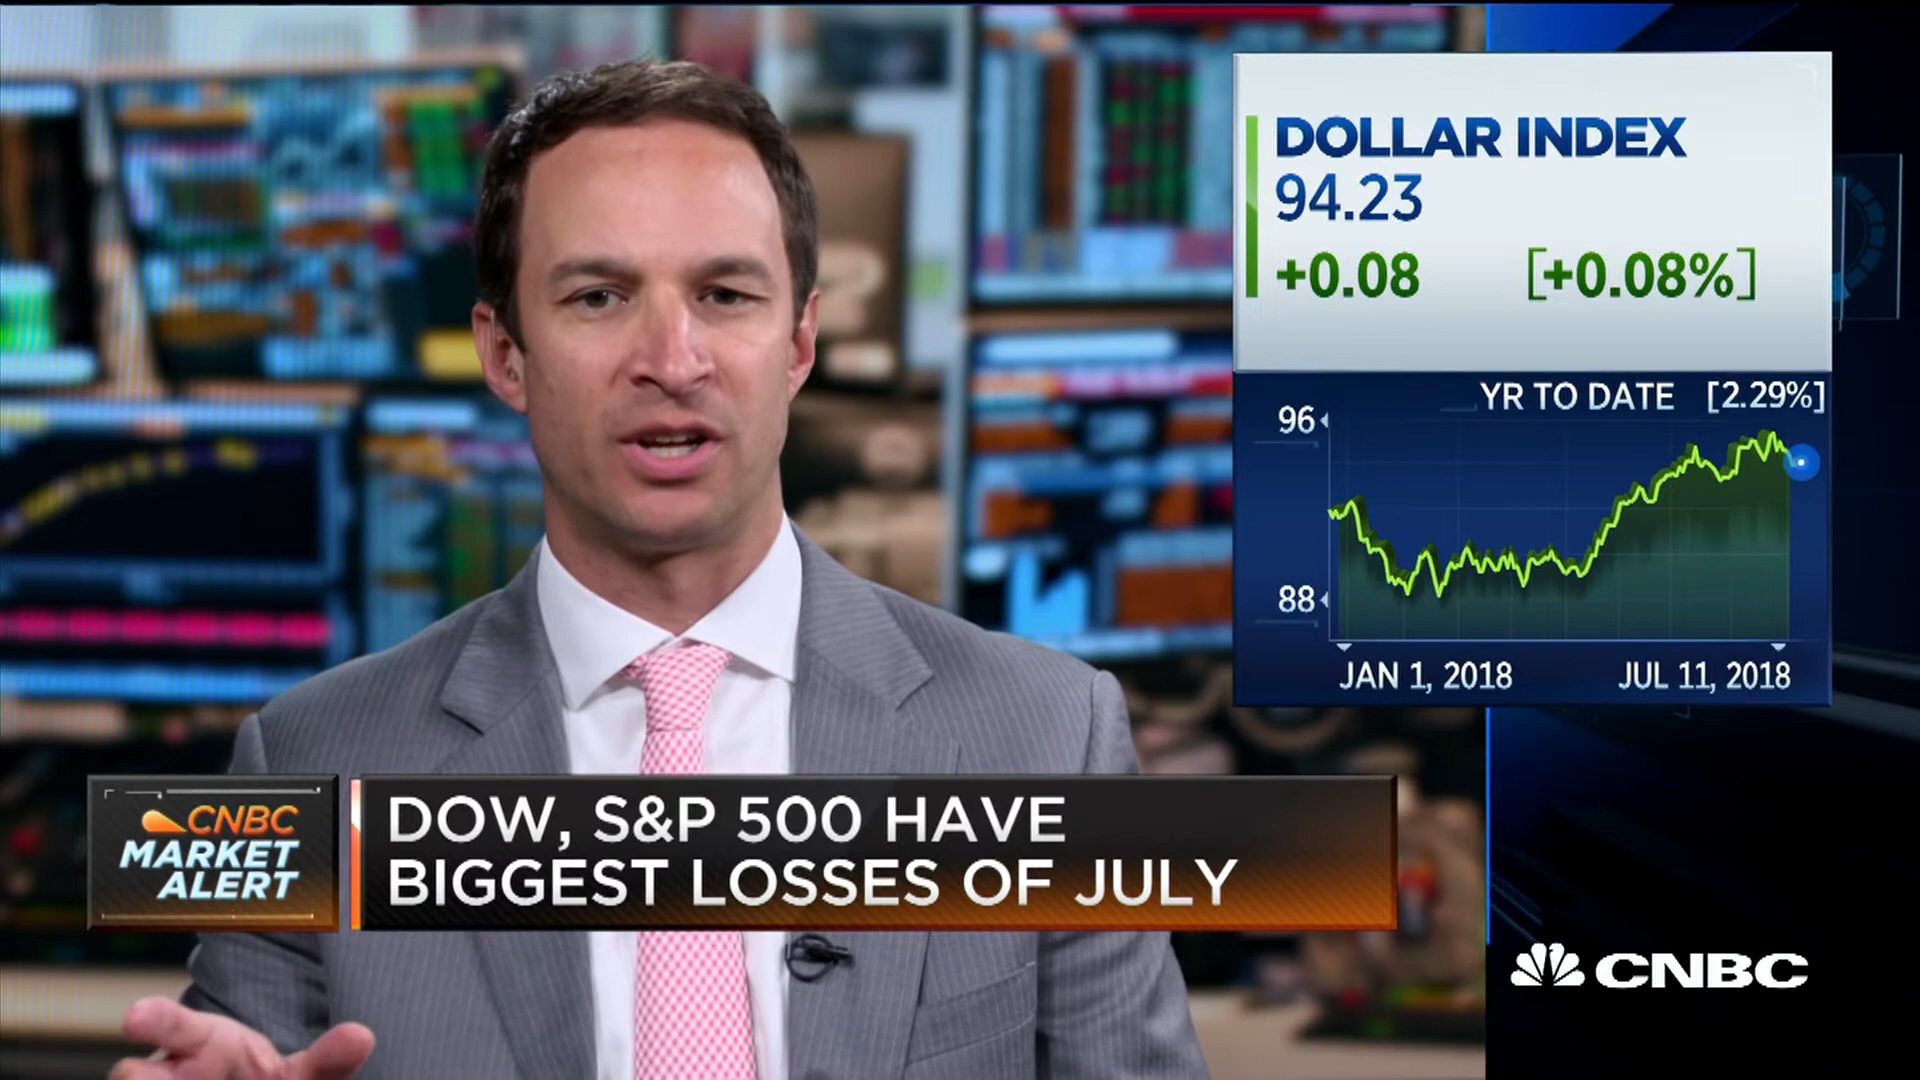 DOLLAR INDEX
94.23
+0.08 [+0.08%]
YR TO DATE [2.29%]
96
88
JAN 1, 2018 JUL 11, 2018
CNBC
MARKET
ALERT
DOW, S&P 500 HAVE
BIGGEST LOSSES OF JULY
CNBC